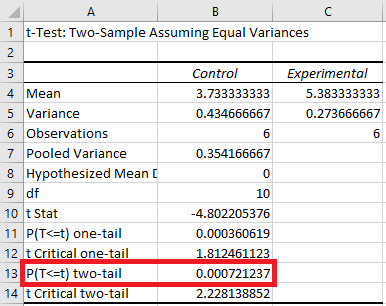 A B C
1 t-Test: Two-Sample Assuming Equal Variances
2
3 Control Experimental
4 Mean 3.733333333 5.383333333
5 Variance 0.434666667 0.273666667
6 Observations 6 6
7 Pooled Variance 0.354166667
8 Hypothesized Mean D 0
9 df 10
10 t Stat -4.802205376
11 P(T<=t) one-tail 0.000360619
12 t Critical one-tail 1.812461123
13 P(T<=t) two-tail 0.000721237
14 t Critical two-tail 2.228138852